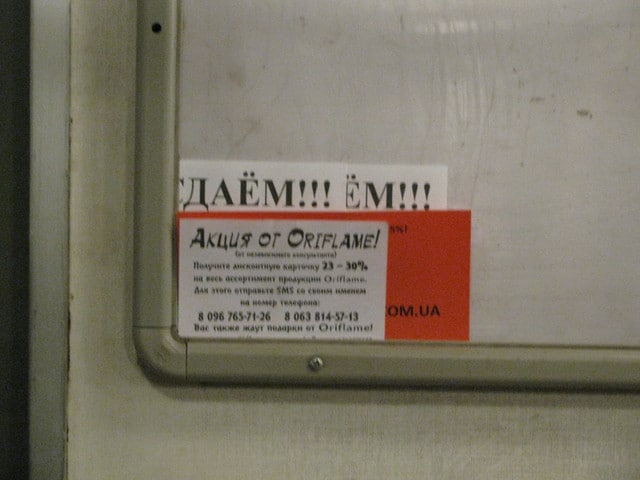 ЕДАЁМ!!! ЁМ!!!
Акция от Oriflame!
(от независимого консультанта)
Получите дисконтную карточку 23 – 30%
на весь ассортимент продукции Oriflame.
Для этого отправьте SMS со своим именем
на номер телефона:
8 096 765-71-26 8 063 814-57-13
Вас также ждут подарки от Oriflame!
OM.UA